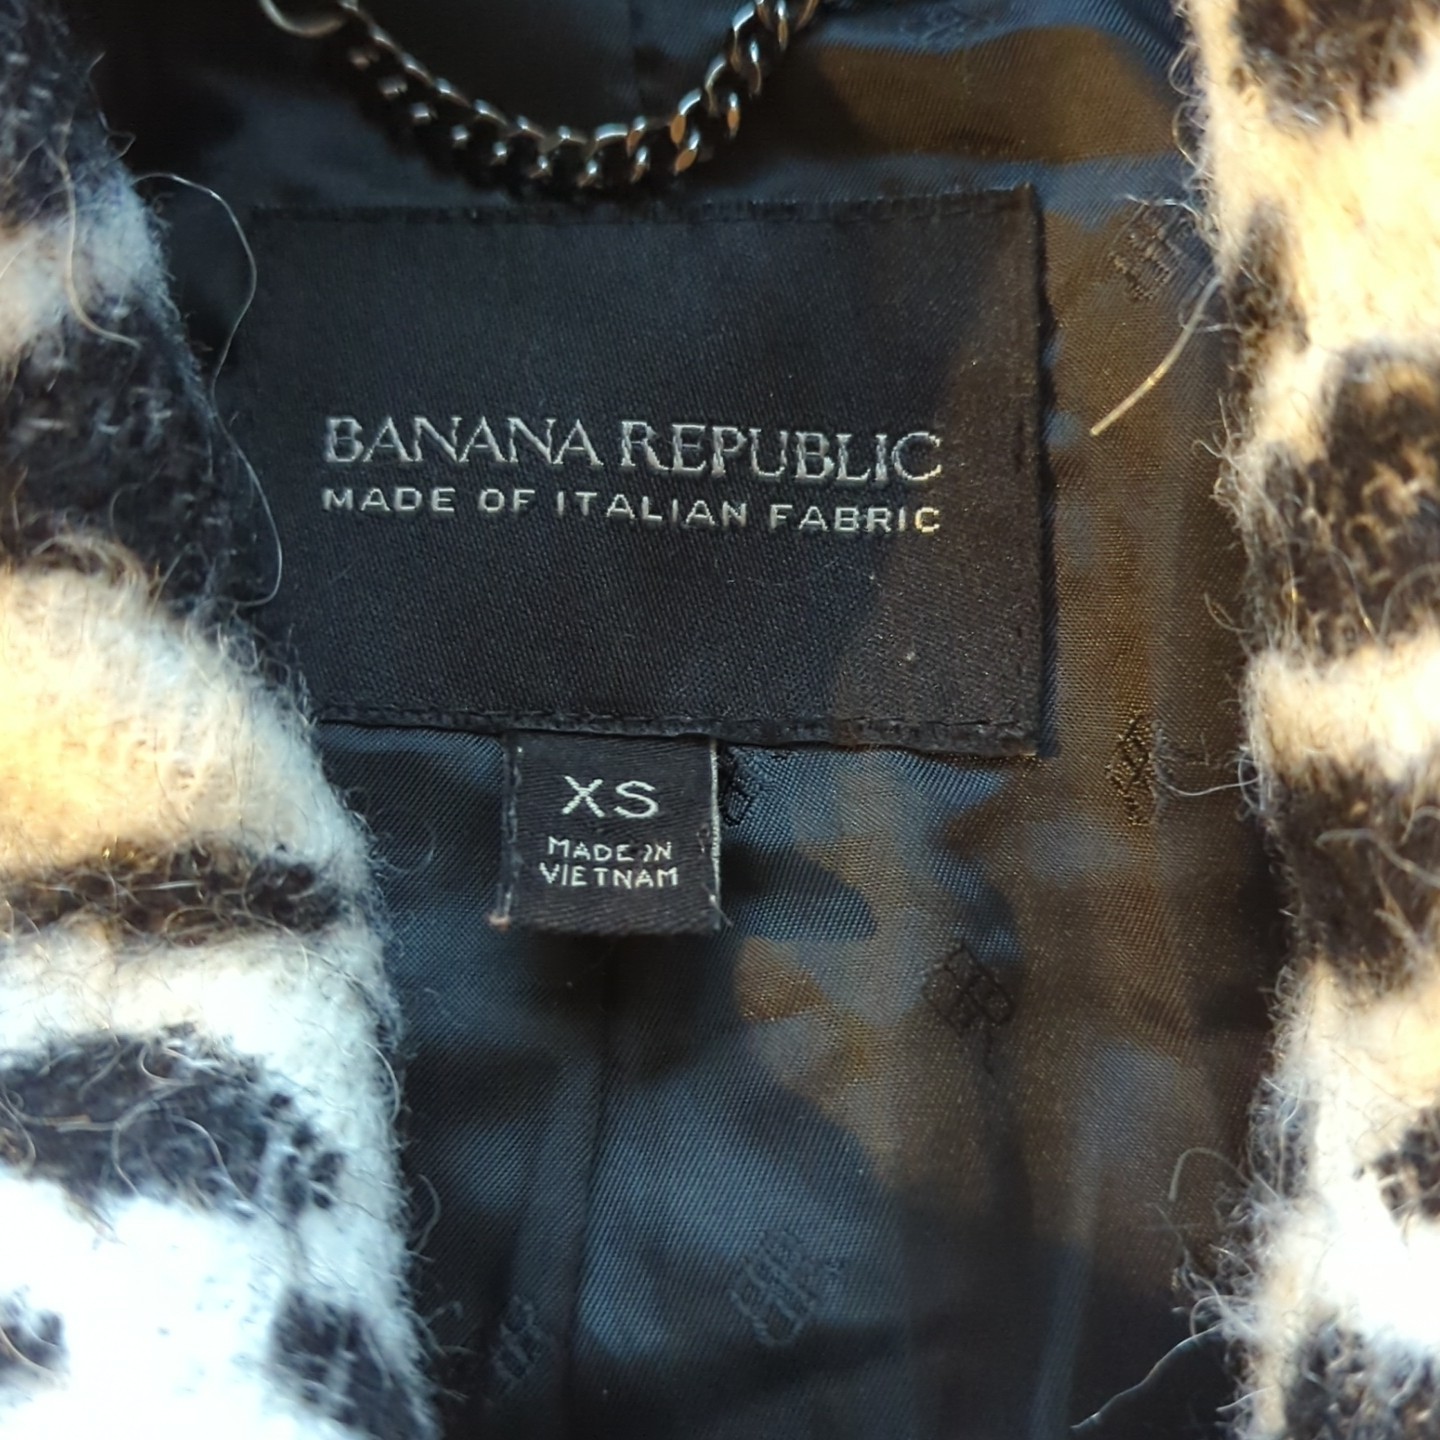 BANANA REPUBLIC
MADE OF ITALIAN FABRIC
XS
MADE IN
VIETNAM